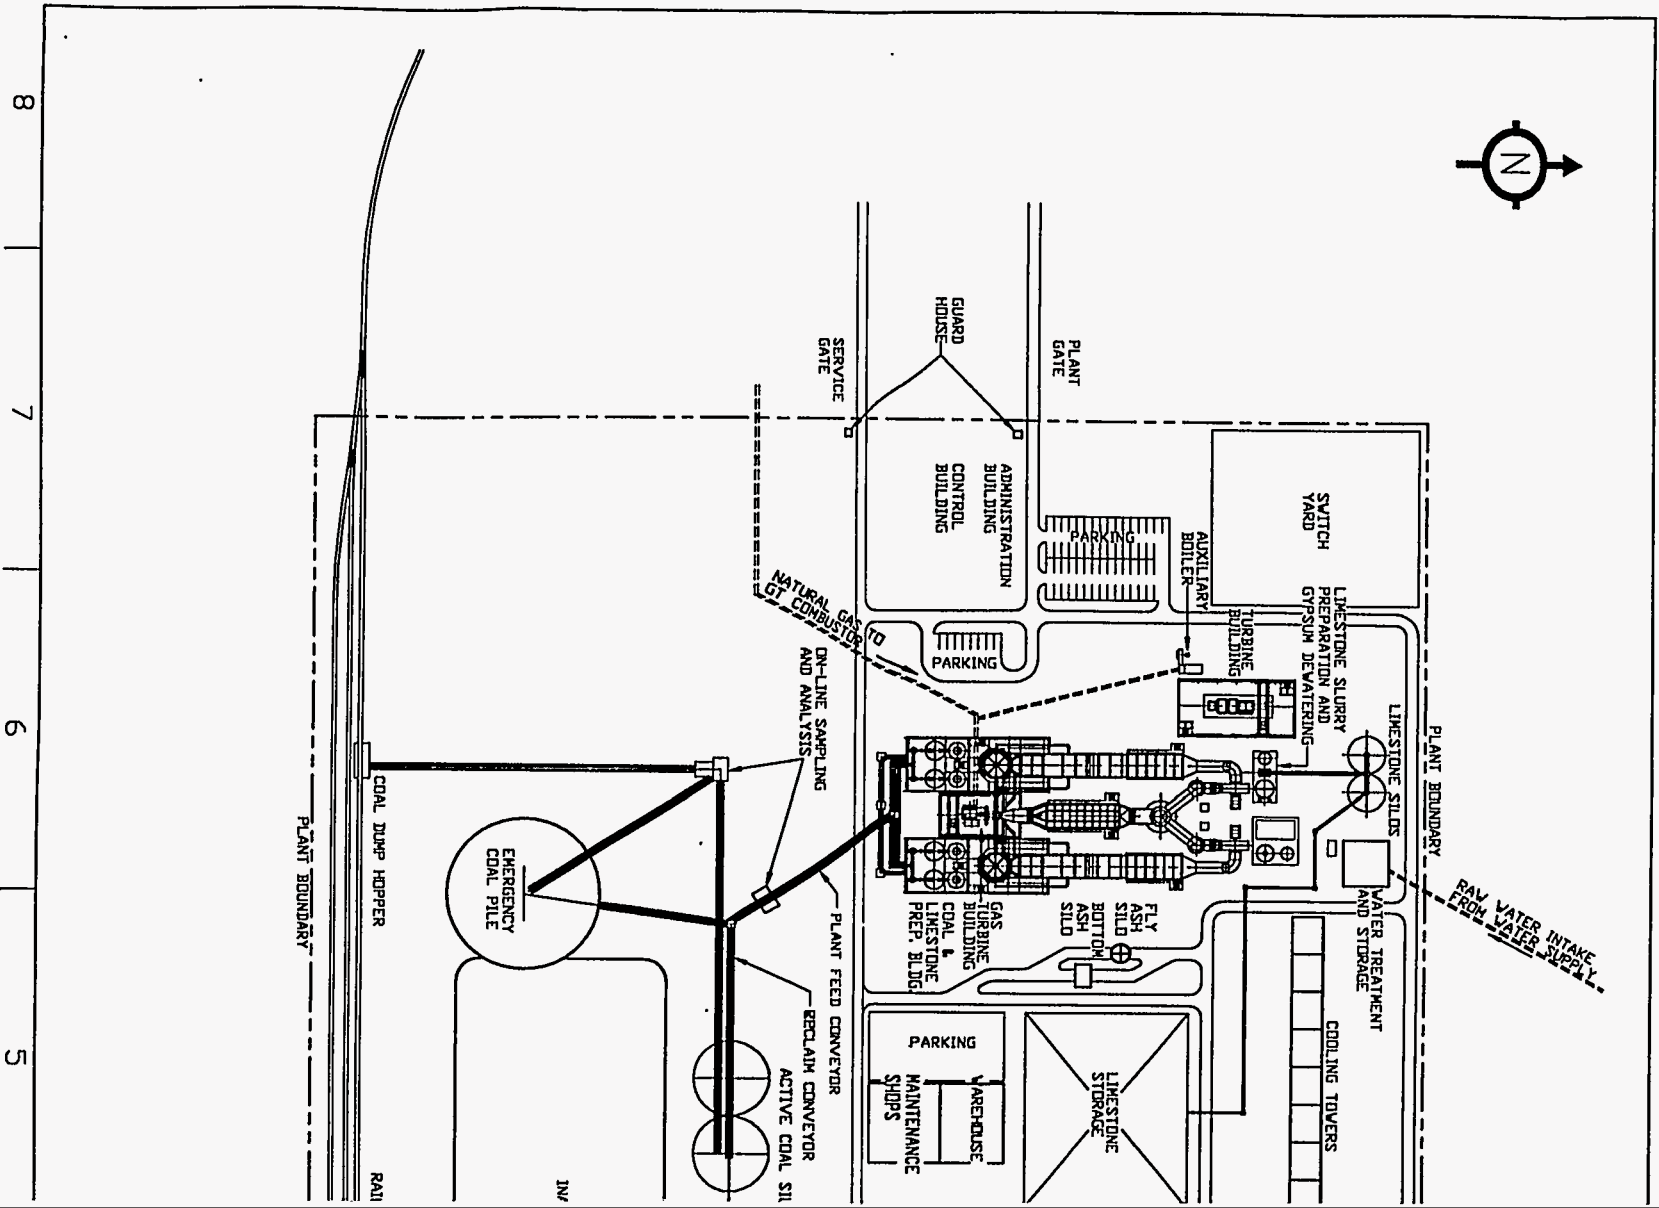 8
7
6
5
N
GUARD
HOUSE
PLANT
GATE
SERVICE
GATE
ADMINISTRATION
BUILDING
CONTROL
BUILDING
PARKING
AUXILIARY
BOILER
SWITCH
YARD
LIMESTONE SLURRY
PREPARATION AND
GYPSUM DEWATERING
TURBINE
BUILDING
NATURAL GAS TO
GT COMBUSTOR
PARKING
ON-LINE SAMPLING
AND ANALYSIS
LIMESTONE SILOS
PLANT BOUNDARY
COAL DUMP HOPPER
PLANT BOUNDARY
EMERGENCY
COAL PILE
PLANT FEED CONVEYOR
RECLAIM CONVEYOR
ACTIVE COAL SIL
GAS
TURBINE
BUILDING
COAL &
LIMESTONE
PREP. BLDG.
FLY
ASH
SILO
BOTTOM
ASH
SILO
WATER TREATMENT
AND STORAGE
RAW WATER INTAKE
FROM WATER SUPPLY
COOLING TOWERS
LIMESTONE
STORAGE
PARKING
WAREHOUSE
MAINTENANCE
SHOPS